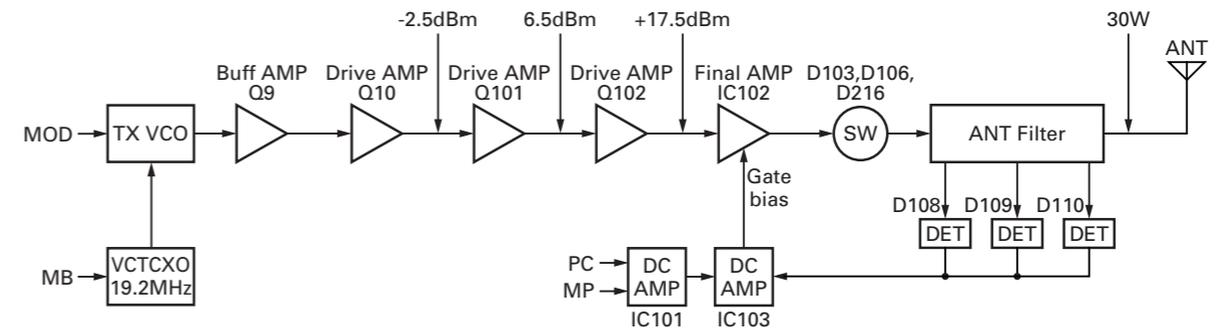 -2.5dBm
6.5dBm
+17.5dBm
30W
ANT
Buff AMP
Q9
Drive AMP
Q10
Drive AMP
Q101
Drive AMP
Q102
Final AMP
IC102
D103,D106,
D216
MOD
TX VCO
SW
ANT Filter
Gate
bias
D108
D109
D110
DET
DET
DET
MB
VCTCXO
19.2MHz
PC
MP
DC
AMP
DC
AMP
IC101
IC103